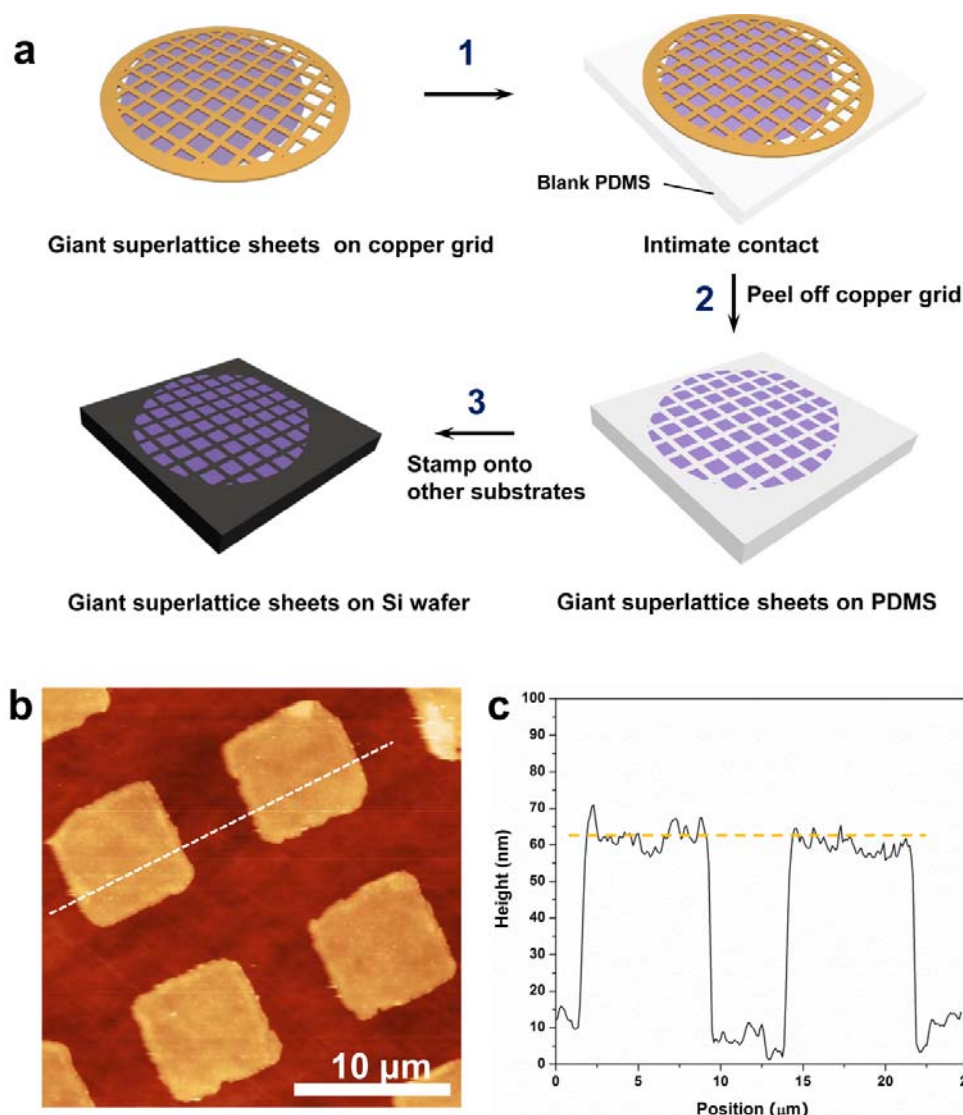 a
1
Blank PDMS
Giant superlattice sheets on copper grid
Intimate contact
2
Peel off copper grid
3
Stamp onto
other substrates
Giant superlattice sheets on Si wafer
Giant superlattice sheets on PDMS
b
10 µm
c
100
90
80
70
60
50
40
30
20
10
0
Height (nm)
0 5 10 15 20 25
Position (µm)